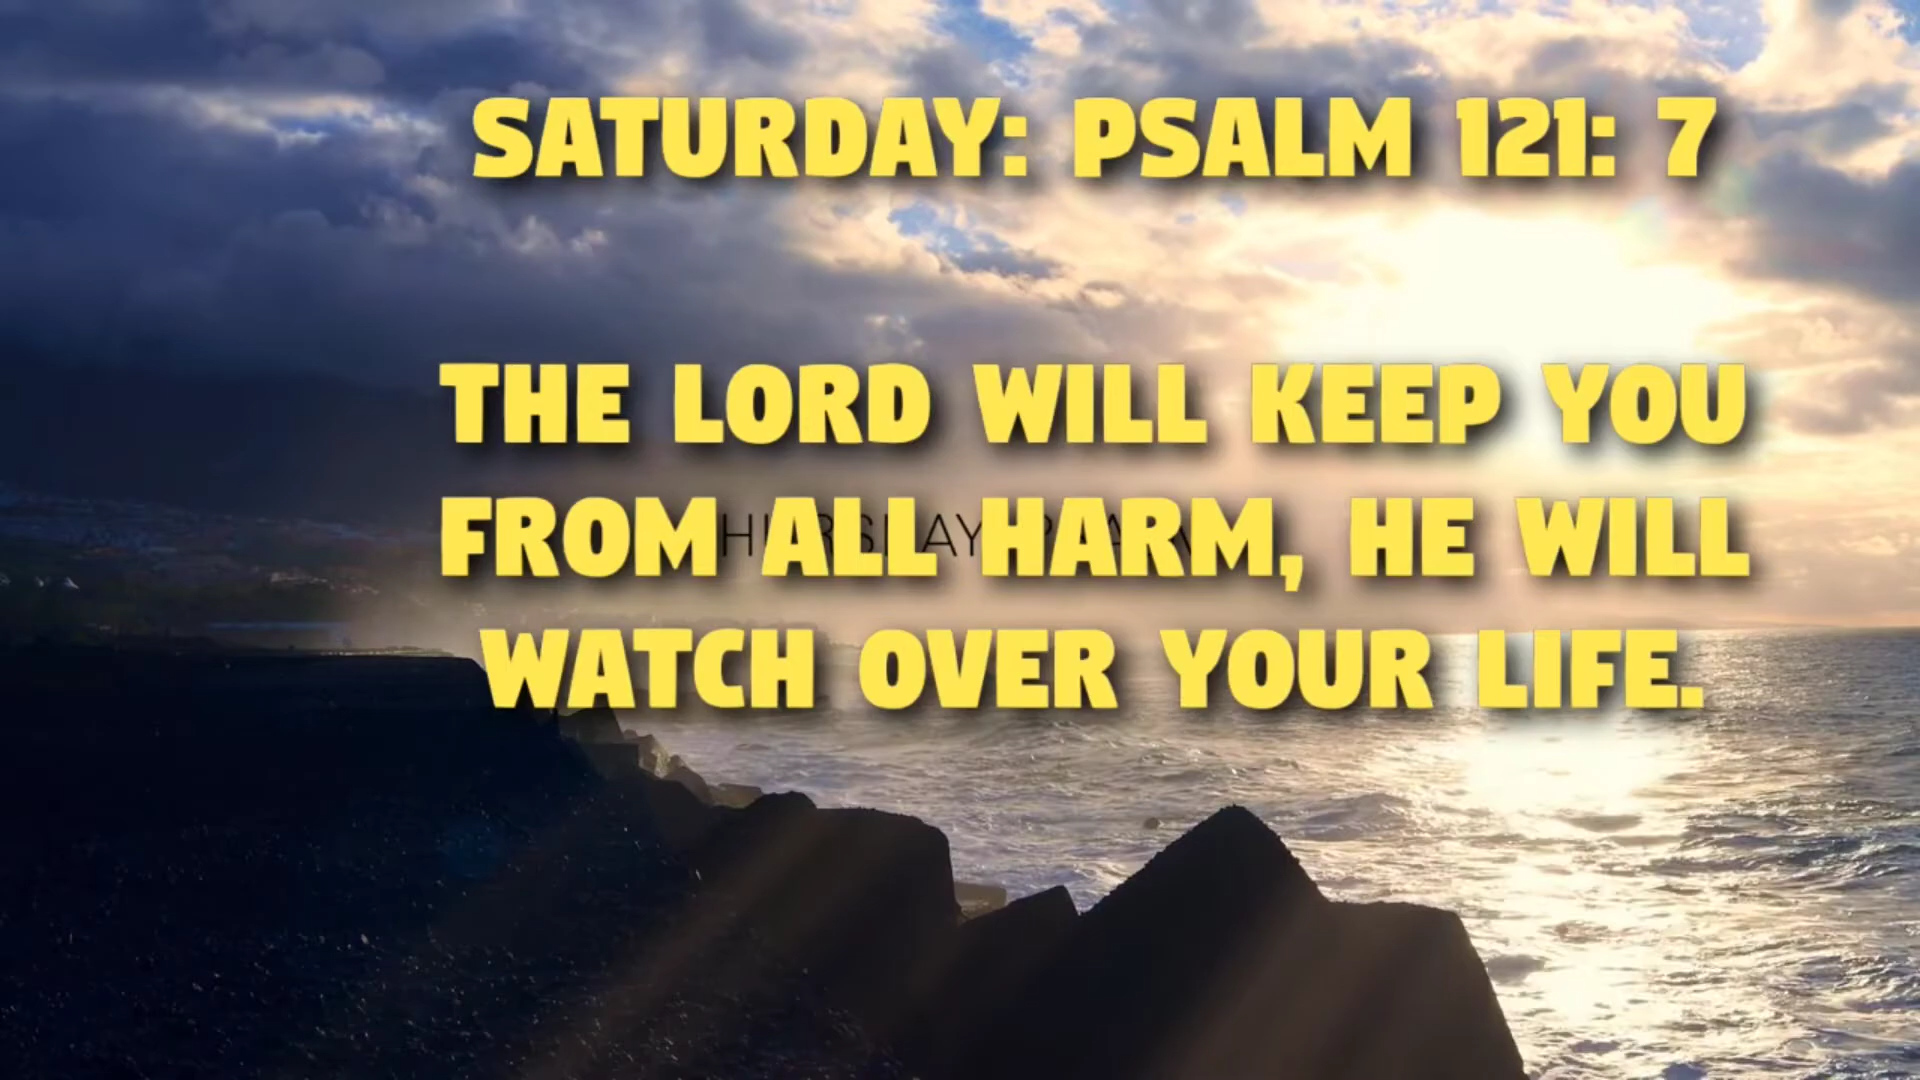 SATURDAY: PSALM 121: 7
THE LORD WILL KEEP YOU
FROM ALL HARM, HE WILL
WATCH OVER YOUR LIFE.